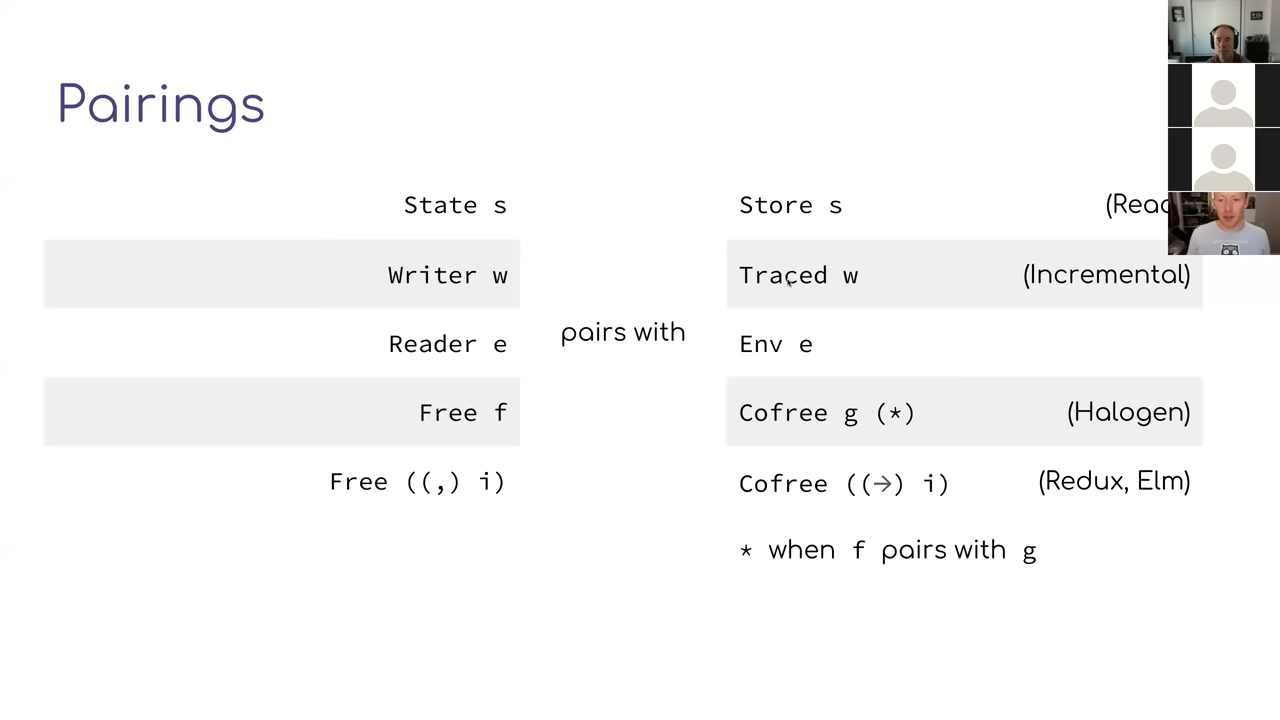 Pairings
State s Store s
Writer w Traced w (Incremental)
pairs with
Reader e Env e
Free f Cofree g (*) (Halogen)
Free ((,) i) Cofree ((→) i) (Redux, Elm)
* when f pairs with g